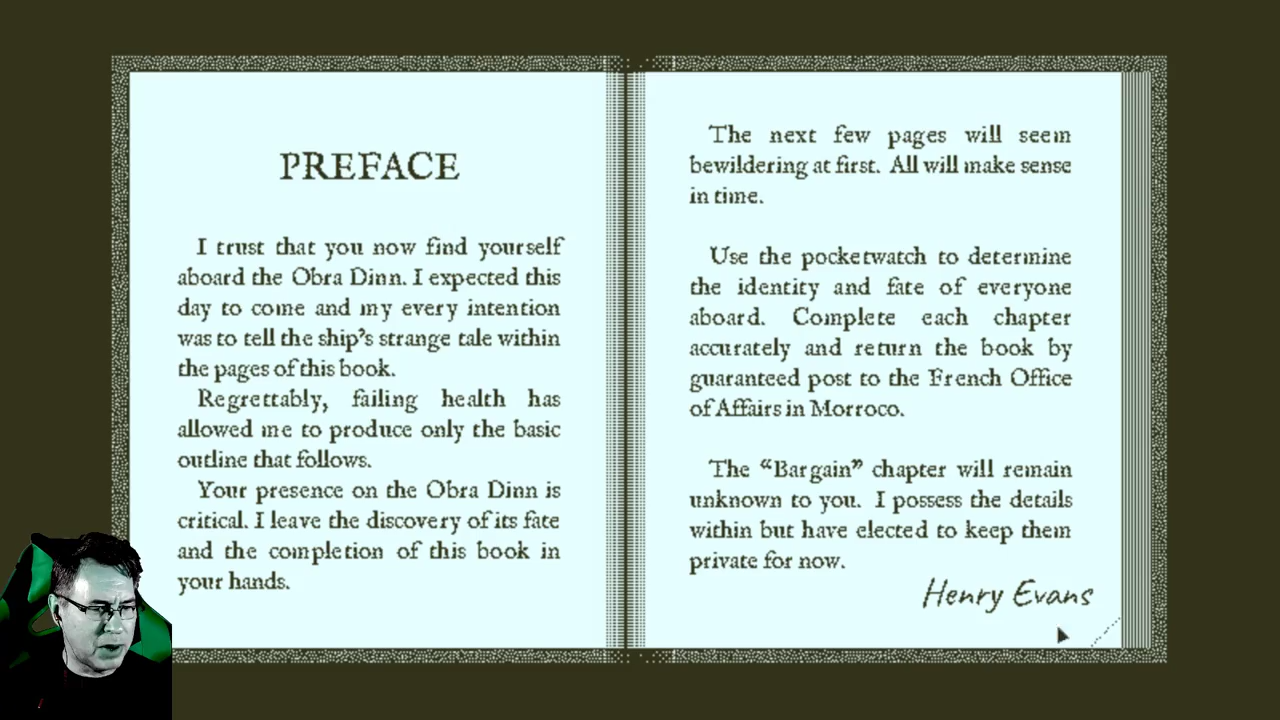 PREFACE
I trust that you now find yourself
aboard the Obra Dinn. I expected this
day to come and my every intention
was to tell the ship's strange tale within
the pages of this book.
Regrettably, failing health has
allowed me to produce only the basic
outline that follows.
Your presence on the Obra Dinn is
critical. I leave the discovery of its fate
and the completion of this book in
your hands.
The next few pages will seem
bewildering at first. All will make sense
in time.
Use the pocketwatch to determine
the identity and fate of everyone
aboard. Complete each chapter
accurately and return the book by
guaranteed post to the French Office
of Affairs in Morroco.
The “Bargain” chapter will remain
unknown to you. I possess the details
within but have elected to keep them
private for now.
Henry Evans